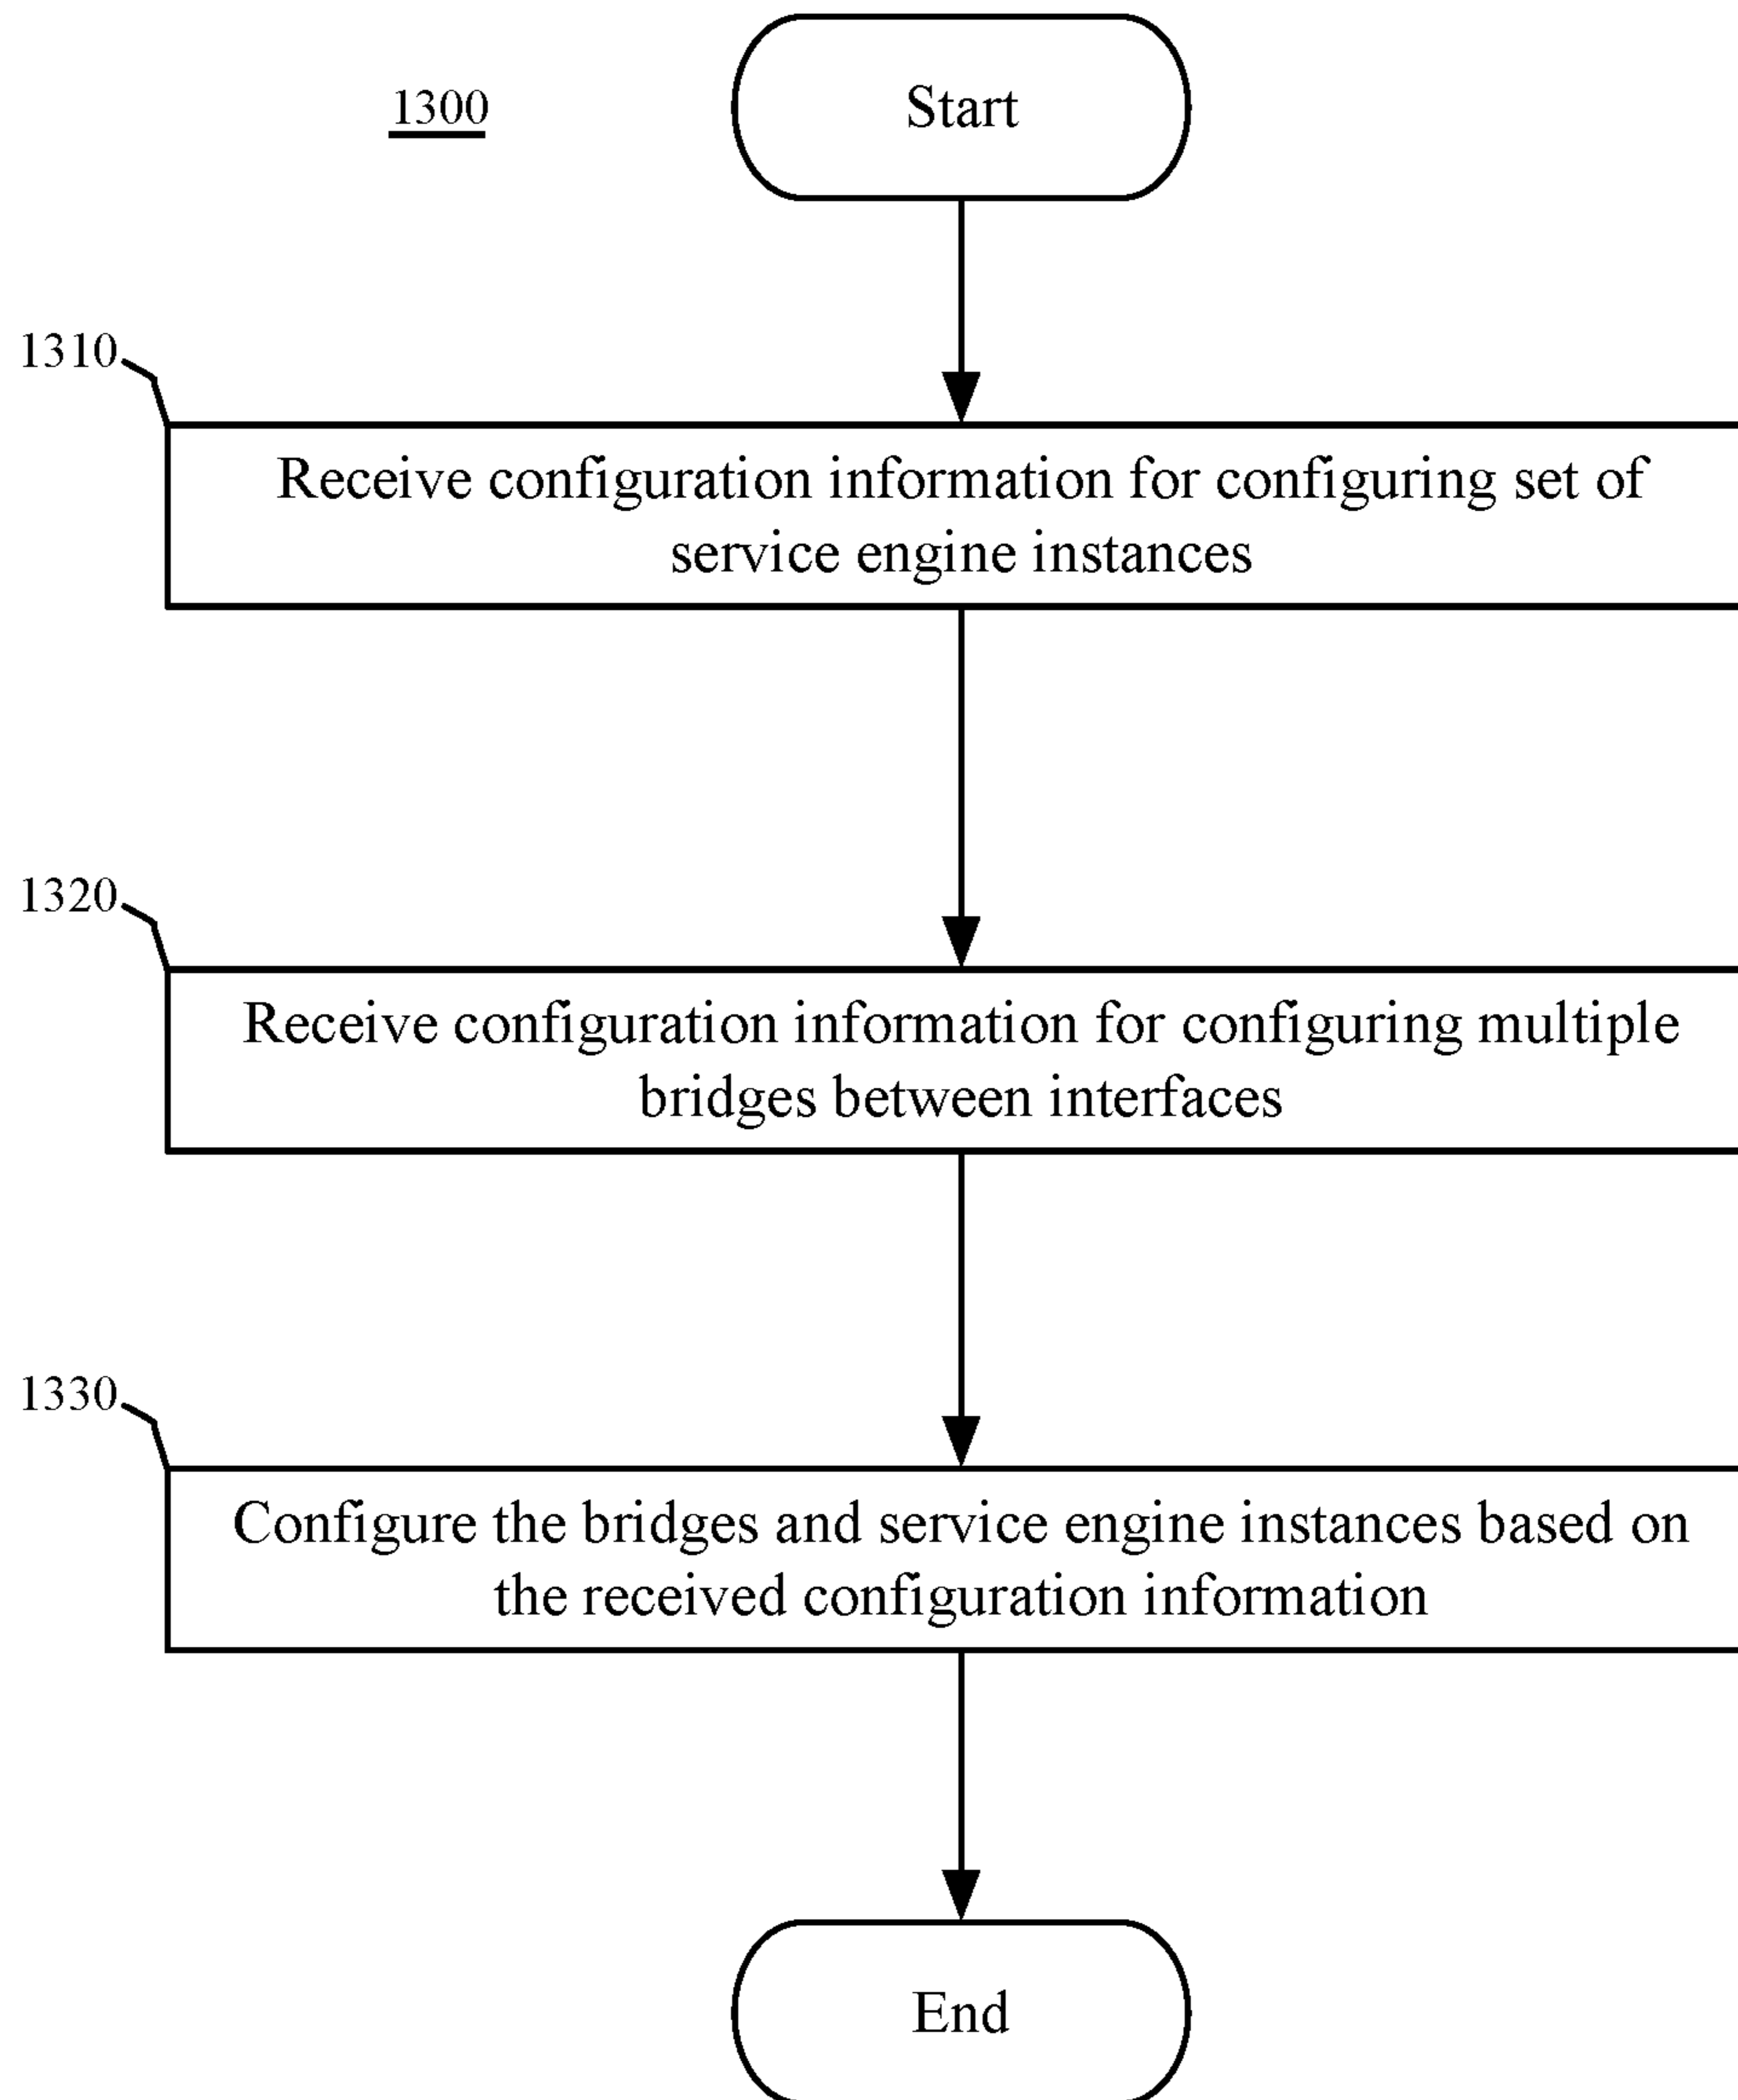 1300
Start
1310
Receive configuration information for configuring set of
service engine instances
1320
Receive configuration information for configuring multiple
bridges between interfaces
1330
Configure the bridges and service engine instances based on
the received configuration information
End